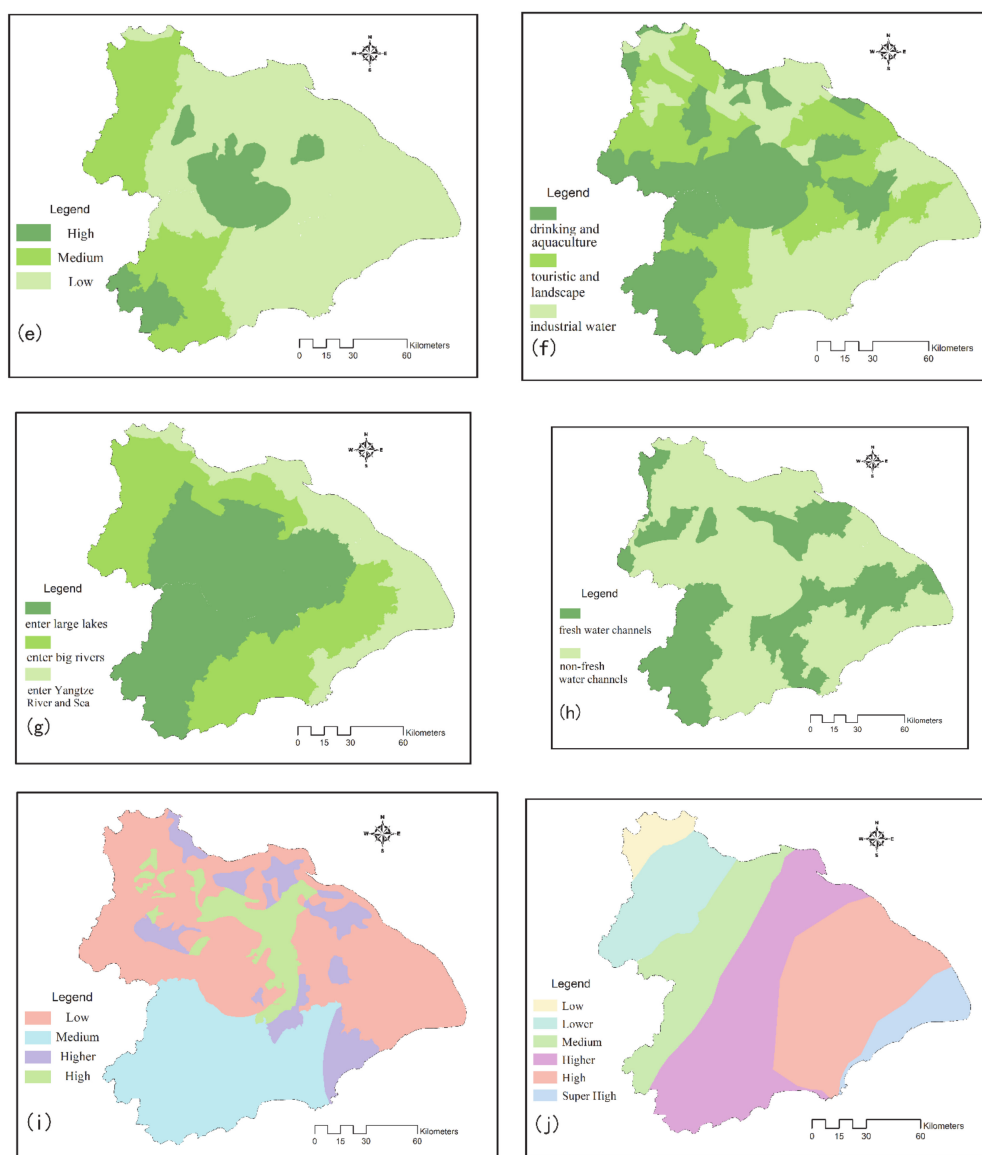 N
W E
S
Legend
High
Medium
Low
(e)
Kilometers
0 15 30 60
N
W E
S
Legend
drinking and
aquaculture
touristic and
landscape
industrial water
(f)
Kilometers
0 15 30 60
N
W E
S
Legend
enter large lakes
enter big rivers
enter Yangtze
River and Sea
(g)
Kilometers
0 15 30 60
N
W E
S
Legend
fresh water channels
non-fresh
water channels
(h)
Kilometers
0 15 30 60
N
W E
S
Legend
Low
Medium
Higher
High
(i)
Kilometers
0 15 30 60
N
W E
S
Legend
Low
Lower
Medium
Higher
High
Super High
(j)
Kilometers
0 15 30 60